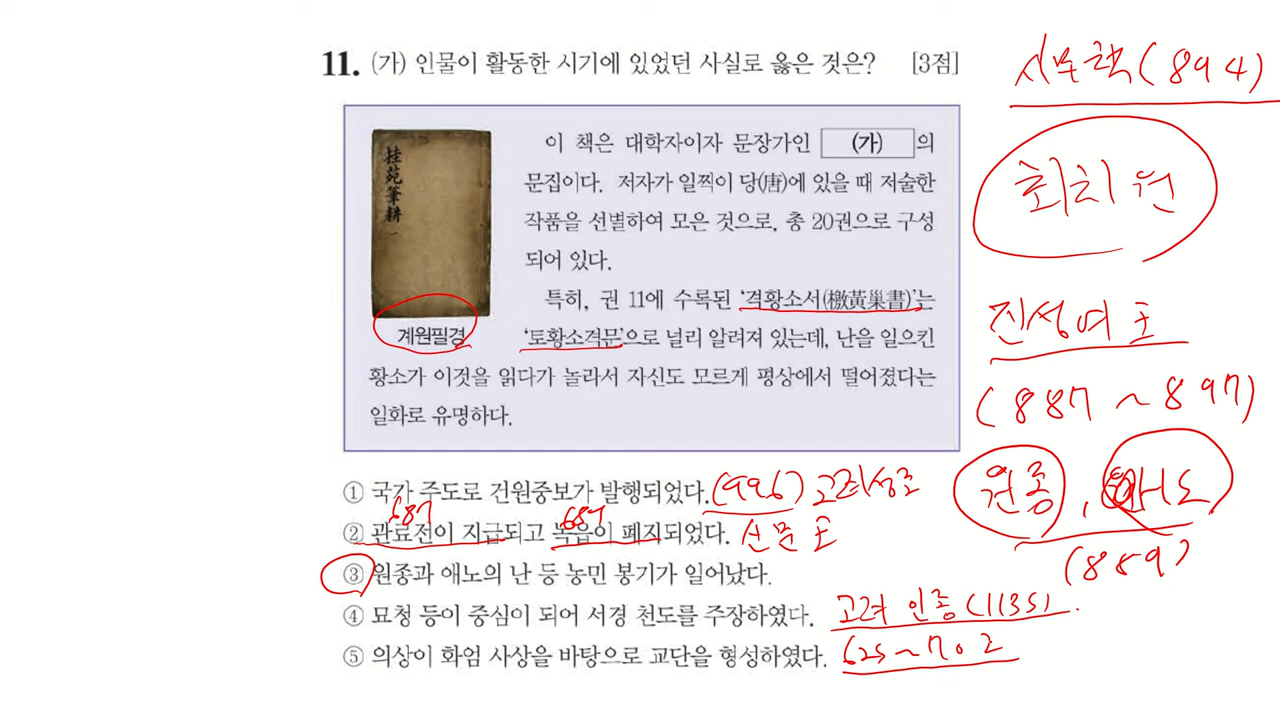 11. (가) 인물이 활동한 시기에 있었던 사실로 옳은 것은? [3점]
桂苑筆耕 一
계원필경
이 책은 대학자이자 문장가인 (가) 의
문집이다. 저자가 일찍이 당(唐)에 있을 때 저술한
작품을 선별하여 모은 것으로, 총 20권으로 구성
되어 있다.
특히, 권 11에 수록된 '격황소서(檄黃巢書)'는
'토황소격문'으로 널리 알려져 있는데, 난을 일으킨
황소가 이것을 읽다가 놀라서 자신도 모르게 평상에서 떨어졌다는
일화로 유명하다.
① 국가 주도로 건원중보가 발행되었다. (996) 고려성종
687 687
② 관료전이 지급되고 녹읍이 폐지되었다. 신문왕
③ 원종과 애노의 난 등 농민 봉기가 일어났다.
④ 묘청 등이 중심이 되어 서경 천도를 주장하였다. 고려 인종(1135)
⑤ 의상이 화엄 사상을 바탕으로 교단을 형성하였다. 625~702
시무책(894)
최치원
진성여왕
(887~897)
원종, 애노
(889)